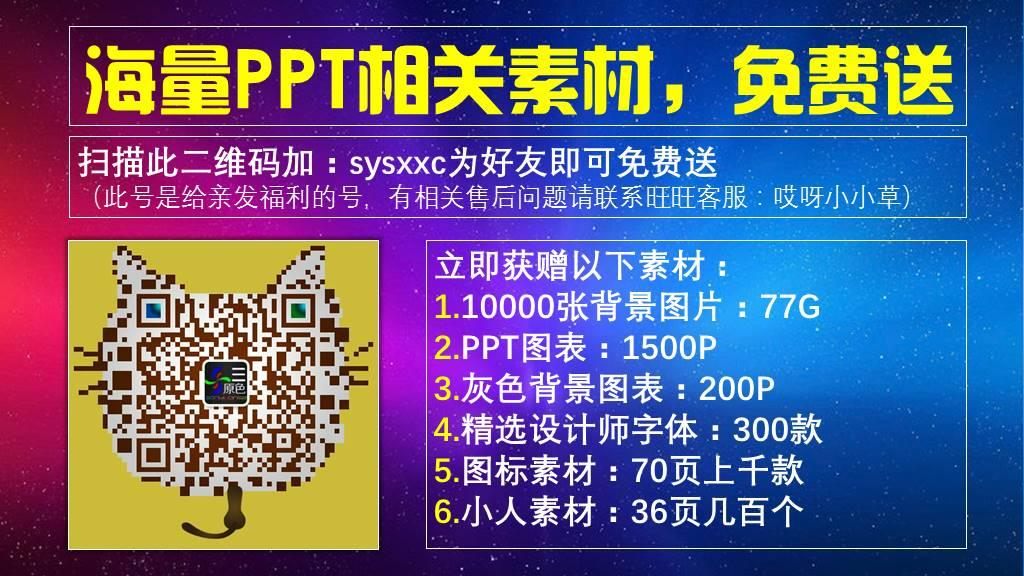 海量PPT相关素材，免费送
扫描此二维码加：sysxxc为好友即可免费送
（此号是给亲发福利的号，有相关售后问题请联系旺旺客服：哎呀小小草）
三
原色
立即获赠以下素材：
1.10000张背景图片：77G
2.PPT图表：1500P
3.灰色背景图表：200P
4.精选设计师字体：300款
5.图标素材：70页上千款
6.小人素材：36页几百个